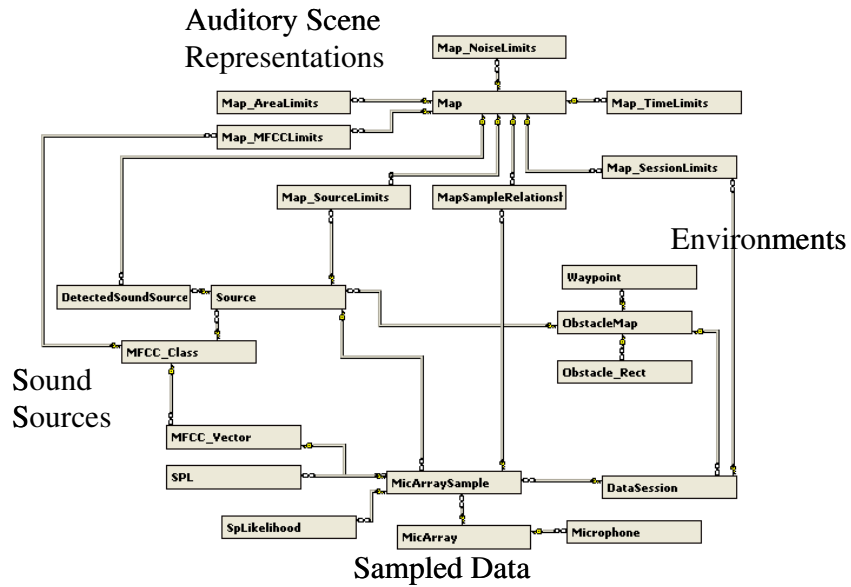 Auditory Scene
Representations
Map_NoiseLimits
Map_AreaLimits
Map
Map_TimeLimits
Map_MFCCLimits
Map_SessionLimits
Map_SourceLimits
MapSampleRelationsh
Environments
Waypoint
DetectedSoundSource
Source
ObstacleMap
MFCC_Class
Obstacle_Rect
Sound
Sources
MFCC_Vector
SPL
MicArraySample
DataSession
SpLikelihood
MicArray
Microphone
Sampled Data